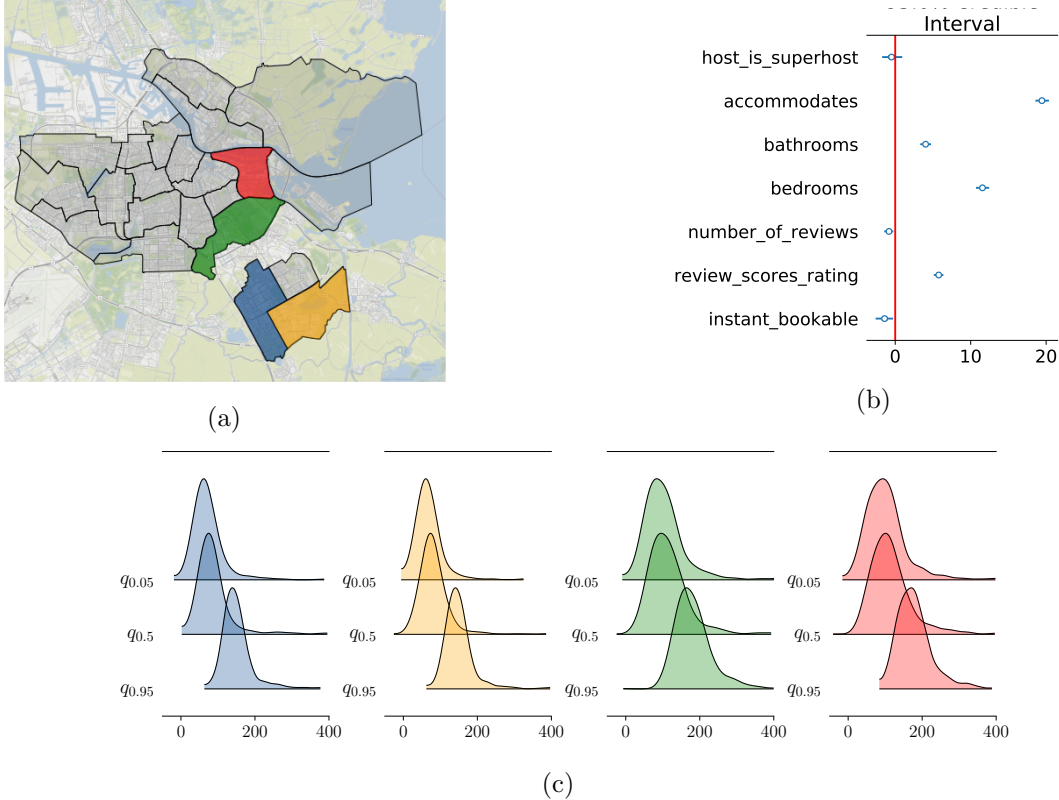 Interval
host_is_superhost
accommodates
bathrooms
bedrooms
number_of_reviews
review_scores_rating
instant_bookable
0 10 20
(a)
(b)
q0.05 q0.05 q0.05 q0.05
q0.5 q0.5 q0.5 q0.5
q0.95 q0.95 q0.95 q0.95
0 200 400 0 200 400 0 200 400 0 200 400
(c)